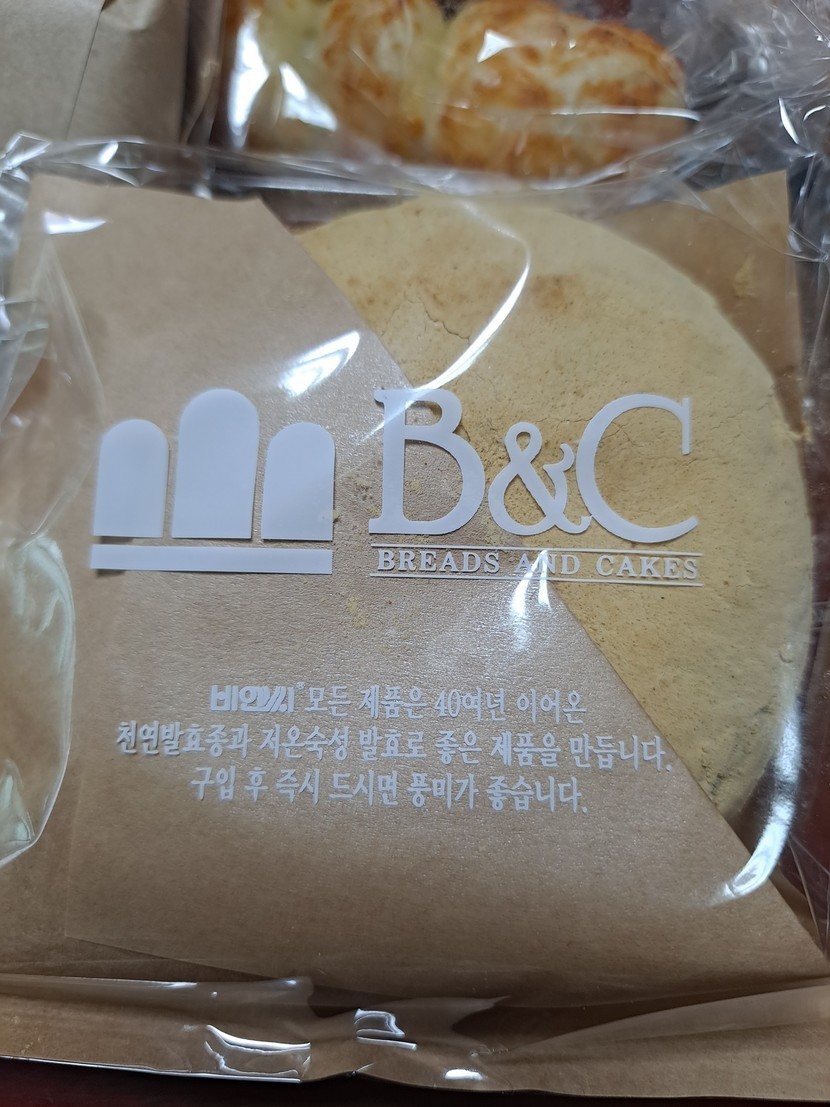 B&C
BREADS AND CAKES
비앤씨® 모든 제품은 40여년 이어온
천연발효종과 저온숙성 발효로 좋은 제품을 만듭니다.
구입 후 즉시 드시면 풍미가 좋습니다.